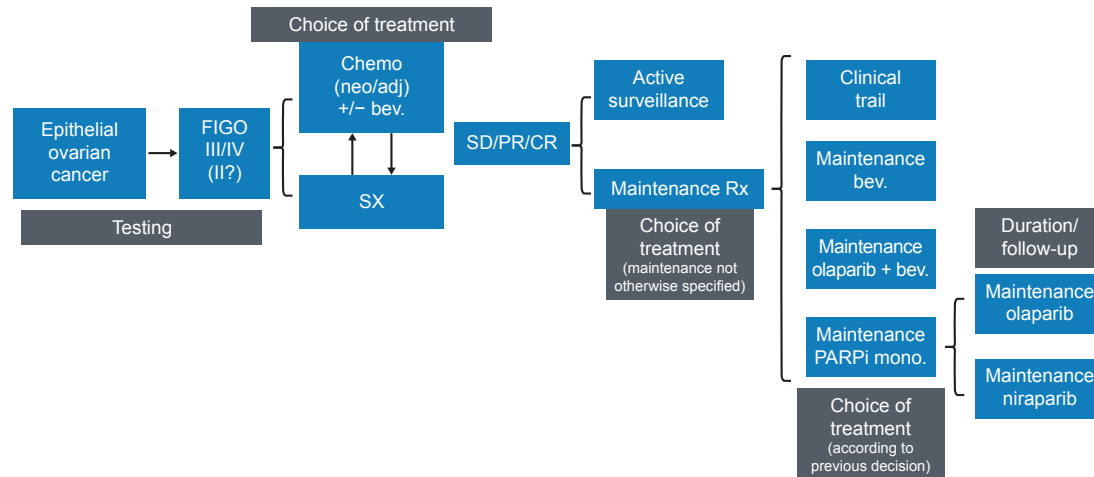 Choice of treatment
Chemo
(neo/adj)
+/− bev.
Epithelial
ovarian
cancer
FIGO
III/IV
(II?)
SX
Testing
SD/PR/CR
Active
surveillance
Maintenance Rx
Choice of
treatment
(maintenance not
otherwise specified)
Clinical
trail
Maintenance
bev.
Maintenance
olaparib + bev.
Maintenance
PARPi mono.
Choice of
treatment
(according to
previous decision)
Duration/
follow-up
Maintenance
olaparib
Maintenance
niraparib